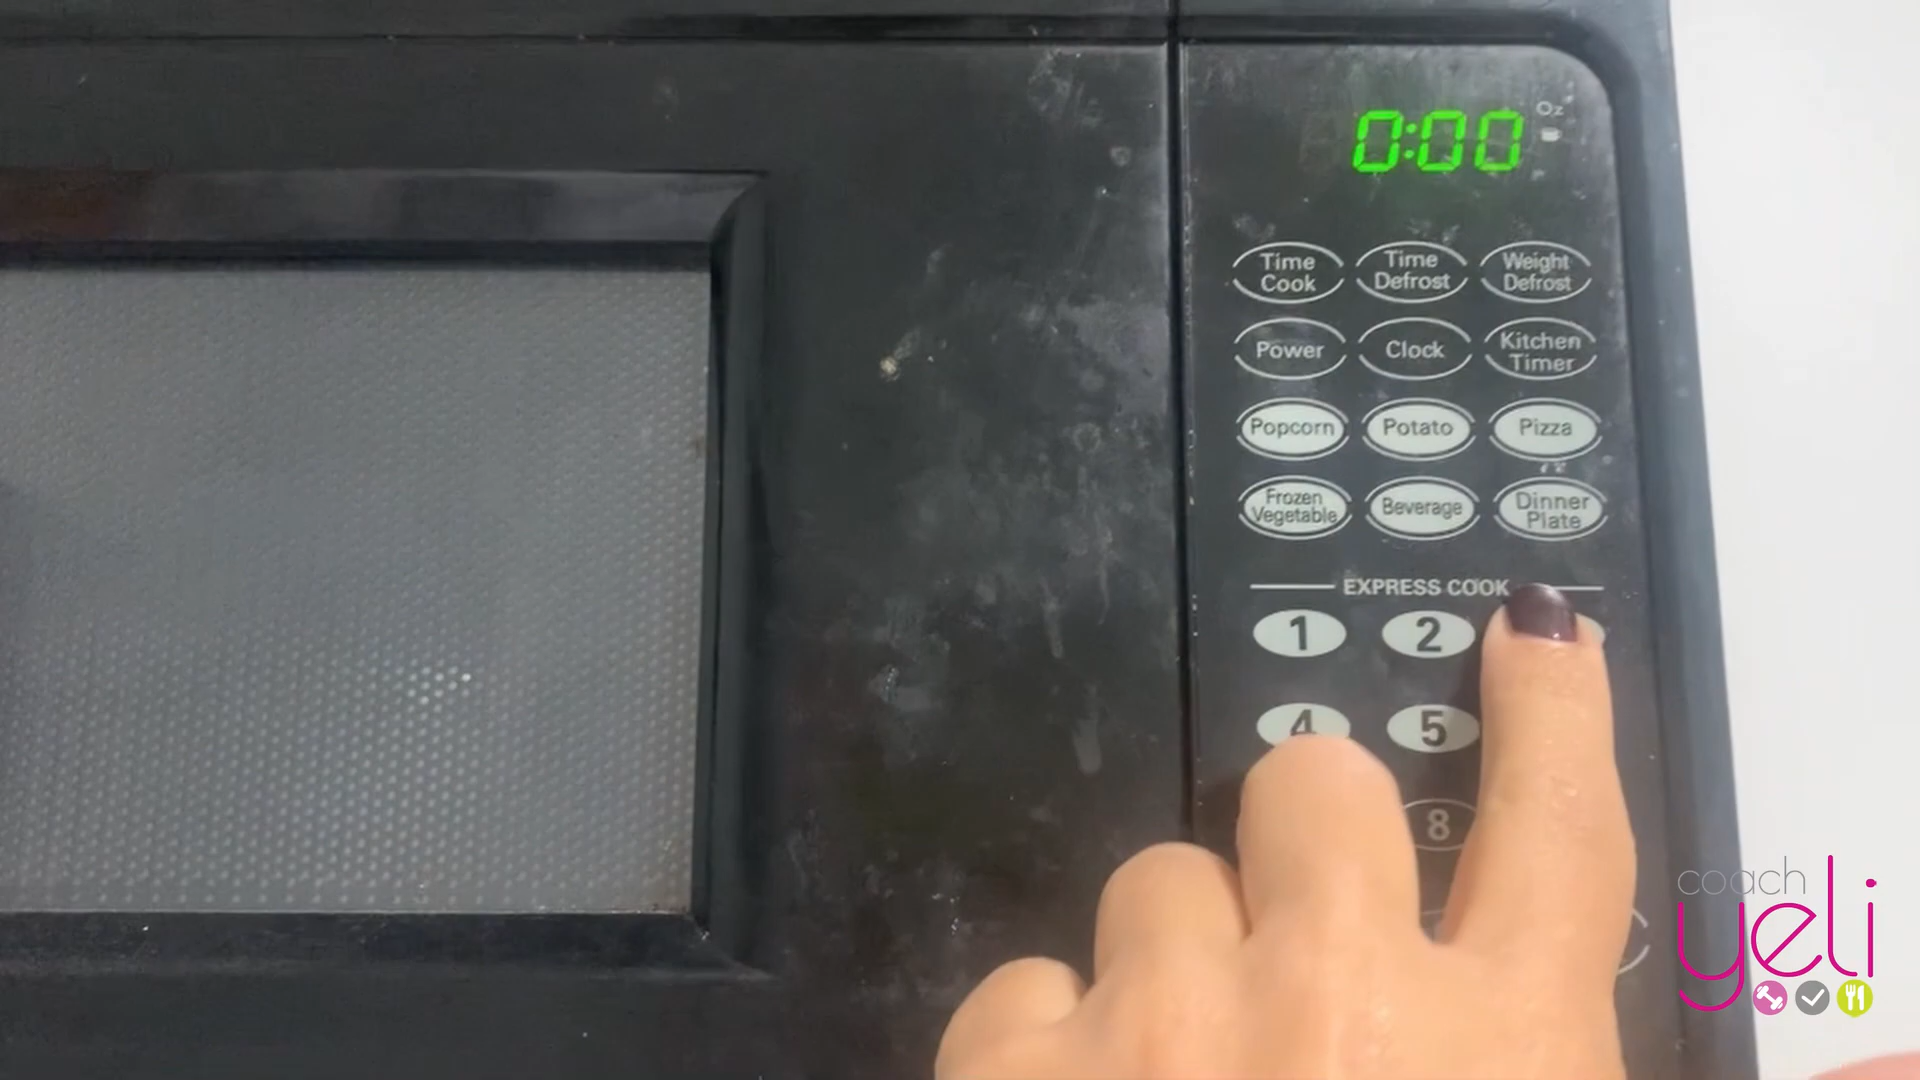 0:00
Oz
Time Cook
Time Defrost
Weight Defrost
Power
Clock
Kitchen Timer
Popcorn
Potato
Pizza
Frozen Vegetable
Beverage
Dinner Plate
EXPRESS COOK
1
2
4
5
8
coach
yeli